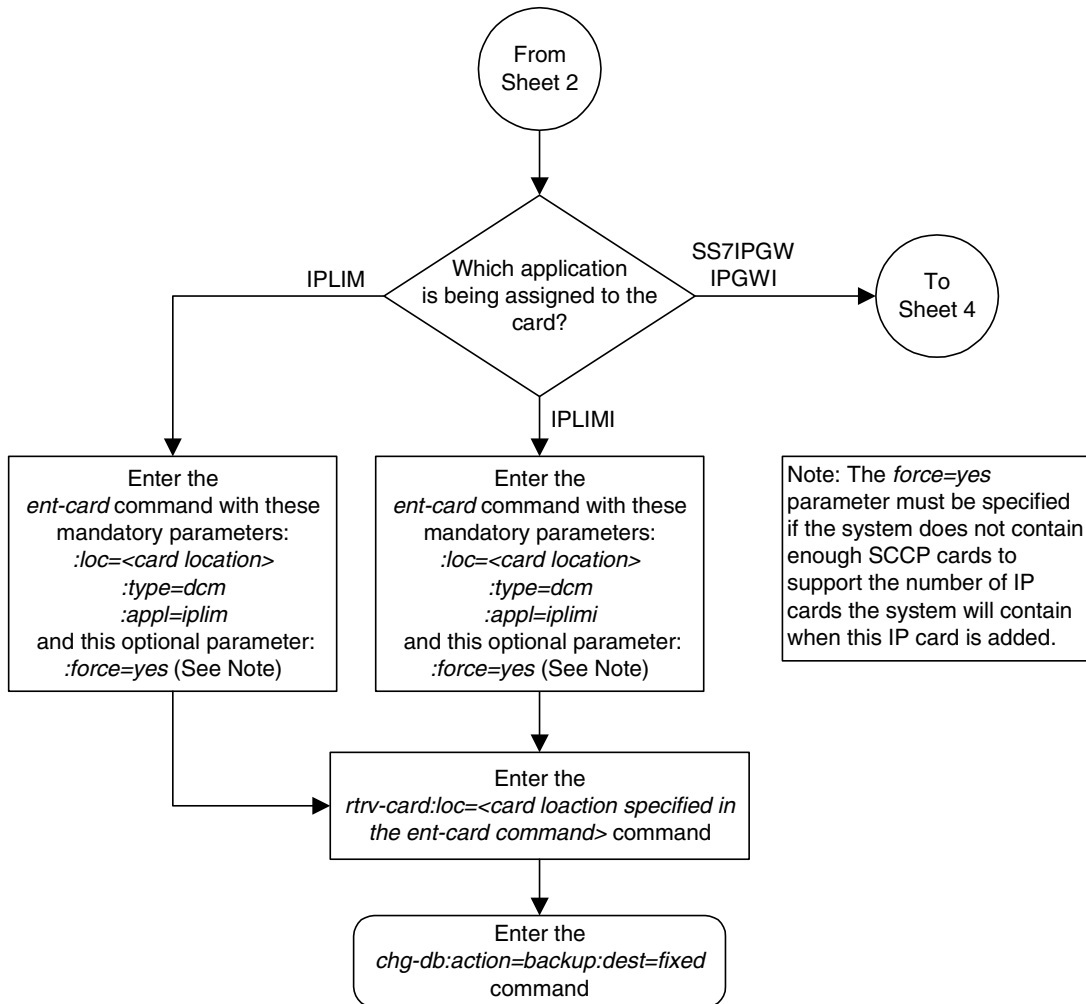 From
Sheet 2
Which application
is being assigned to the
card?
IPLIM
SS7IPGW
IPGWI
To
Sheet 4
IPLIMI
Enter the
ent-card command with these
mandatory parameters:
:loc=<card location>
:type=dcm
:appl=iplim
and this optional parameter:
:force=yes (See Note)
Enter the
ent-card command with these
mandatory parameters:
:loc=<card location>
:type=dcm
:appl=iplimi
and this optional parameter:
:force=yes (See Note)
Note: The force=yes
parameter must be specified
if the system does not contain
enough SCCP cards to
support the number of IP
cards the system will contain
when this IP card is added.
Enter the
rtrv-card:loc=<card loaction specified in
the ent-card command> command
Enter the
chg-db:action=backup:dest=fixed
command